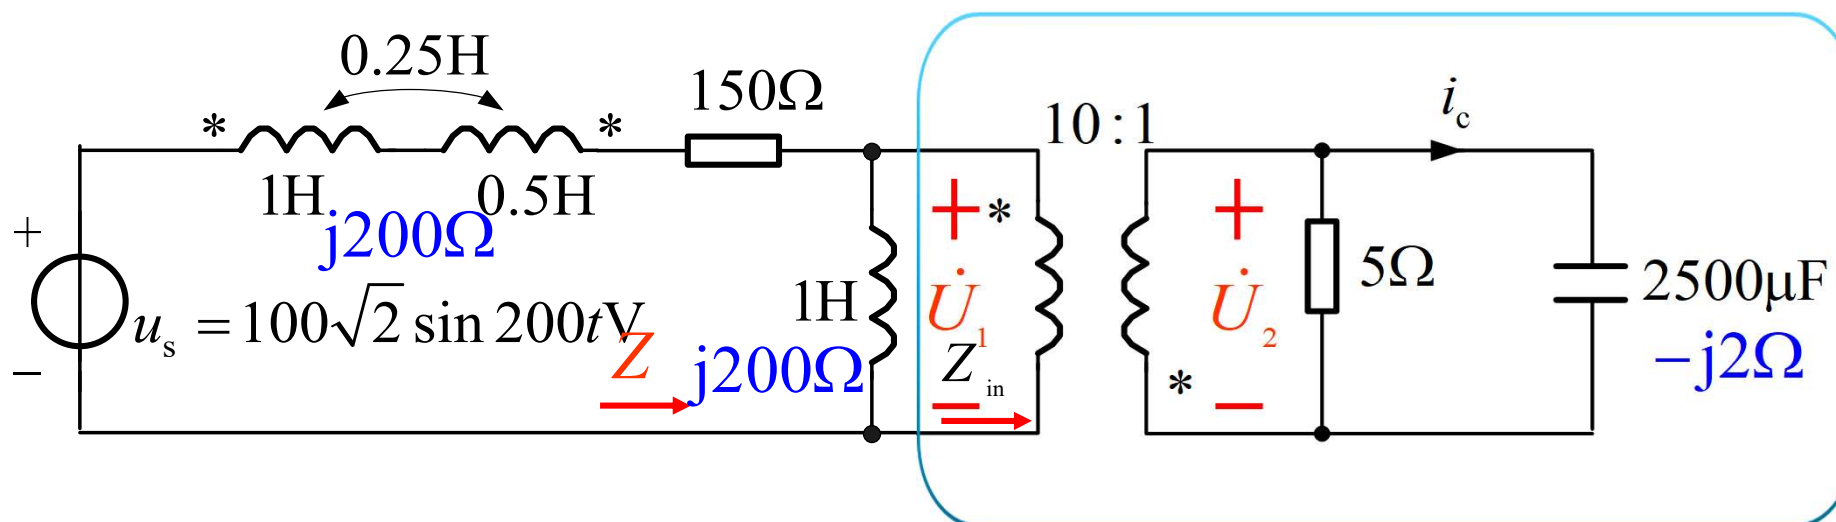 0.25H
150Ω
i_c
10:1
* *
1H 0.5H
j200Ω
+ *
+
+
5Ω
2500μF
−j2Ω
1H
j200Ω
u_s = 100√2 sin 200tV
Z
U̇_1
Z_in
U̇_2
*
−
−
−